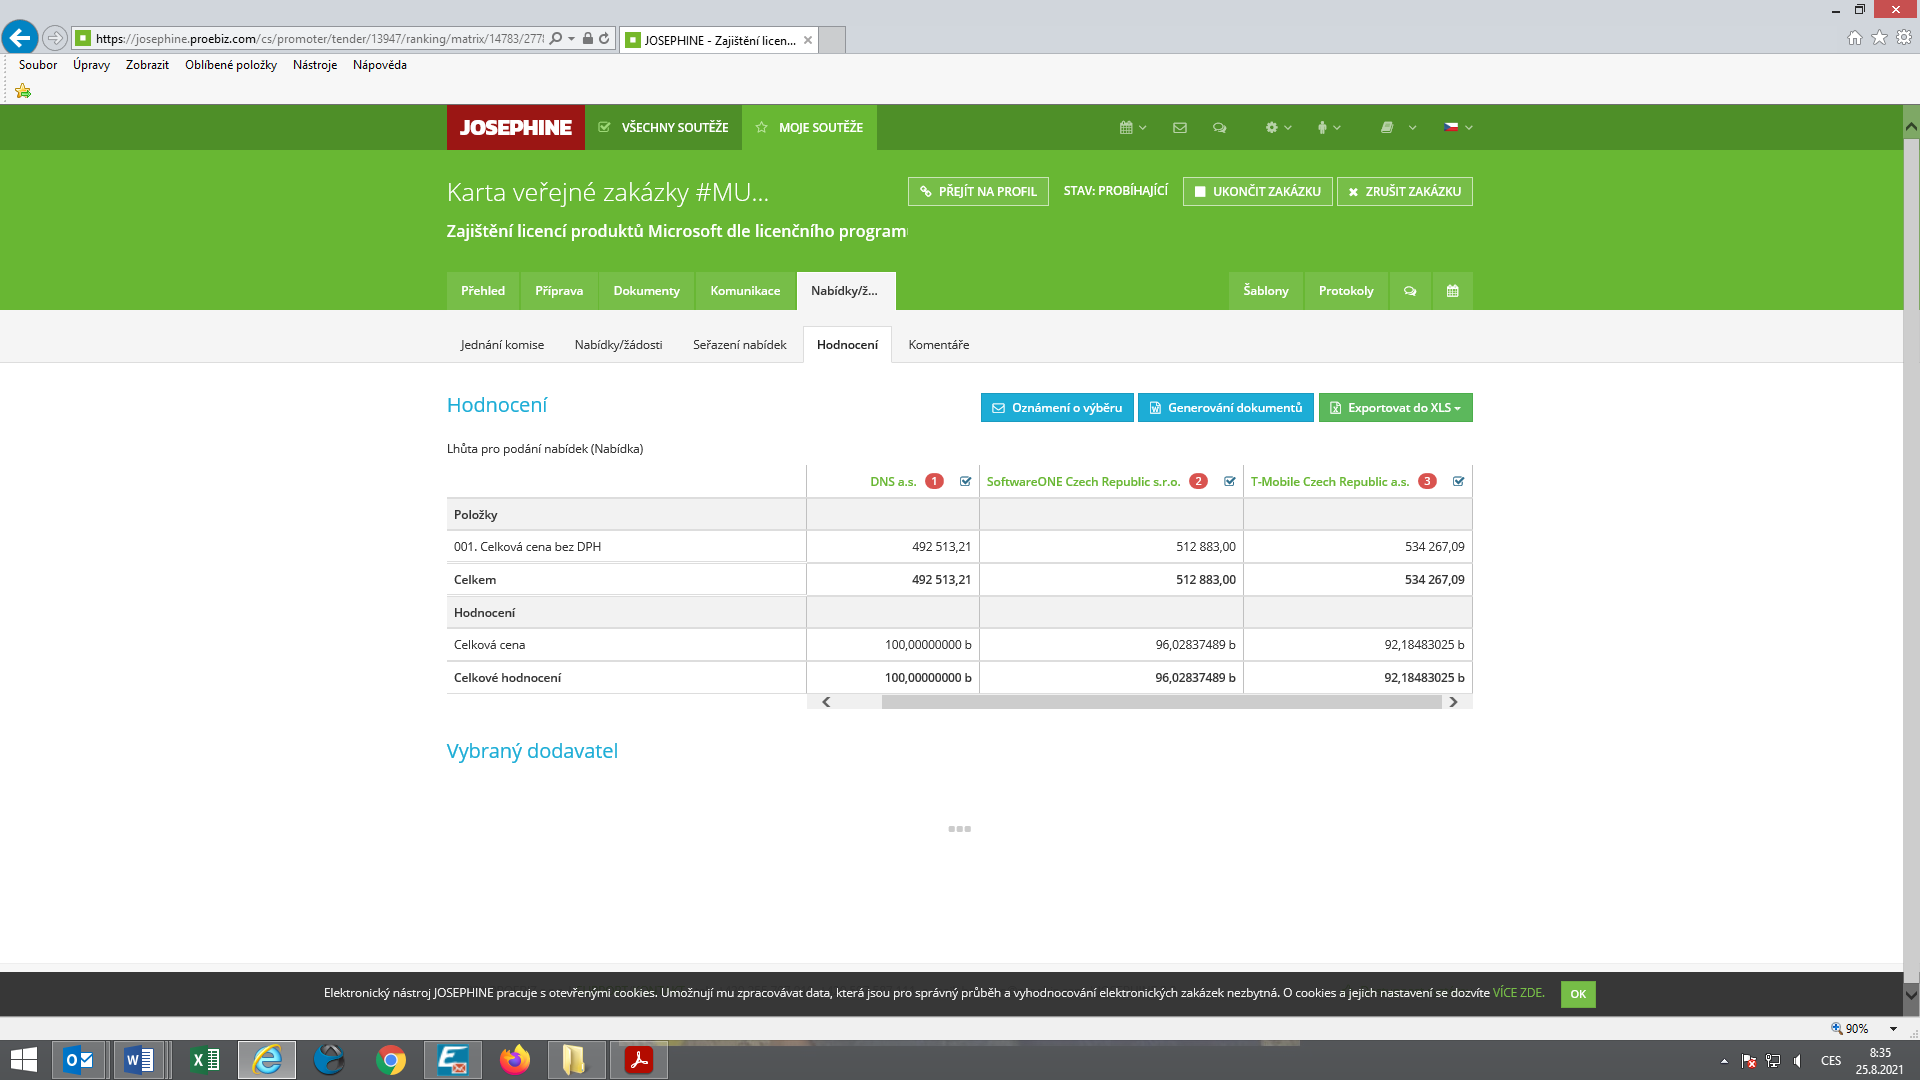 https://josephine.proebiz.com/cs/promoter/tender/13947/ranking/matrix/14783/277
JOSEPHINE - Zajištění licen...
Soubor Úpravy Zobrazit Oblíbené položky Nástroje Nápověda
JOSEPHINE VŠECHNY SOUTĚŽE MOJE SOUTĚŽE
Karta veřejné zakázky #MU... PŘEJÍT NA PROFIL STAV: PROBÍHAJÍCÍ UKONČIT ZAKÁZKU ZRUŠIT ZAKÁZKU
Zajištění licencí produktů Microsoft dle licenčního program
Přehled Příprava Dokumenty Komunikace Nabídky/ž... Šablony Protokoly
Jednání komise Nabídky/žádosti Seřazení nabídek Hodnocení Komentáře
Hodnocení Oznámení o výběru Generování dokumentů Exportovat do XLS
Lhůta pro podání nabídek (Nabídka)
DNS a.s. 1 SoftwareONE Czech Republic s.r.o. 2 T-Mobile Czech Republic a.s. 3
Položky
001. Celková cena bez DPH 492 513,21 512 883,00 534 267,09
Celkem 492 513,21 512 883,00 534 267,09
Hodnocení
Celková cena 100,00000000 b 96,02837489 b 92,18483025 b
Celkové hodnocení 100,00000000 b 96,02837489 b 92,18483025 b
Vybraný dodavatel
Elektronický nástroj JOSEPHINE pracuje s otevřenými cookies. Umožňují mu zpracovávat data, která jsou pro správný průběh a vyhodnocování elektronických zakázek nezbytná. O cookies a jejich nastavení se dozvíte VÍCE ZDE. OK
90%
CES 8:35
25.8.2021